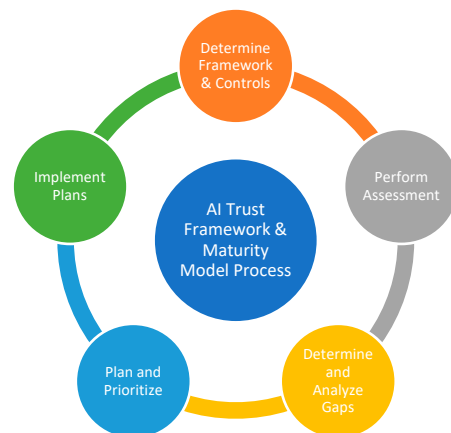 Determine
Framework
& Controls
Perform
Assessment
Determine
and
Analyze
Gaps
Plan and
Prioritize
Implement
Plans
AI Trust
Framework &
Maturity
Model Process